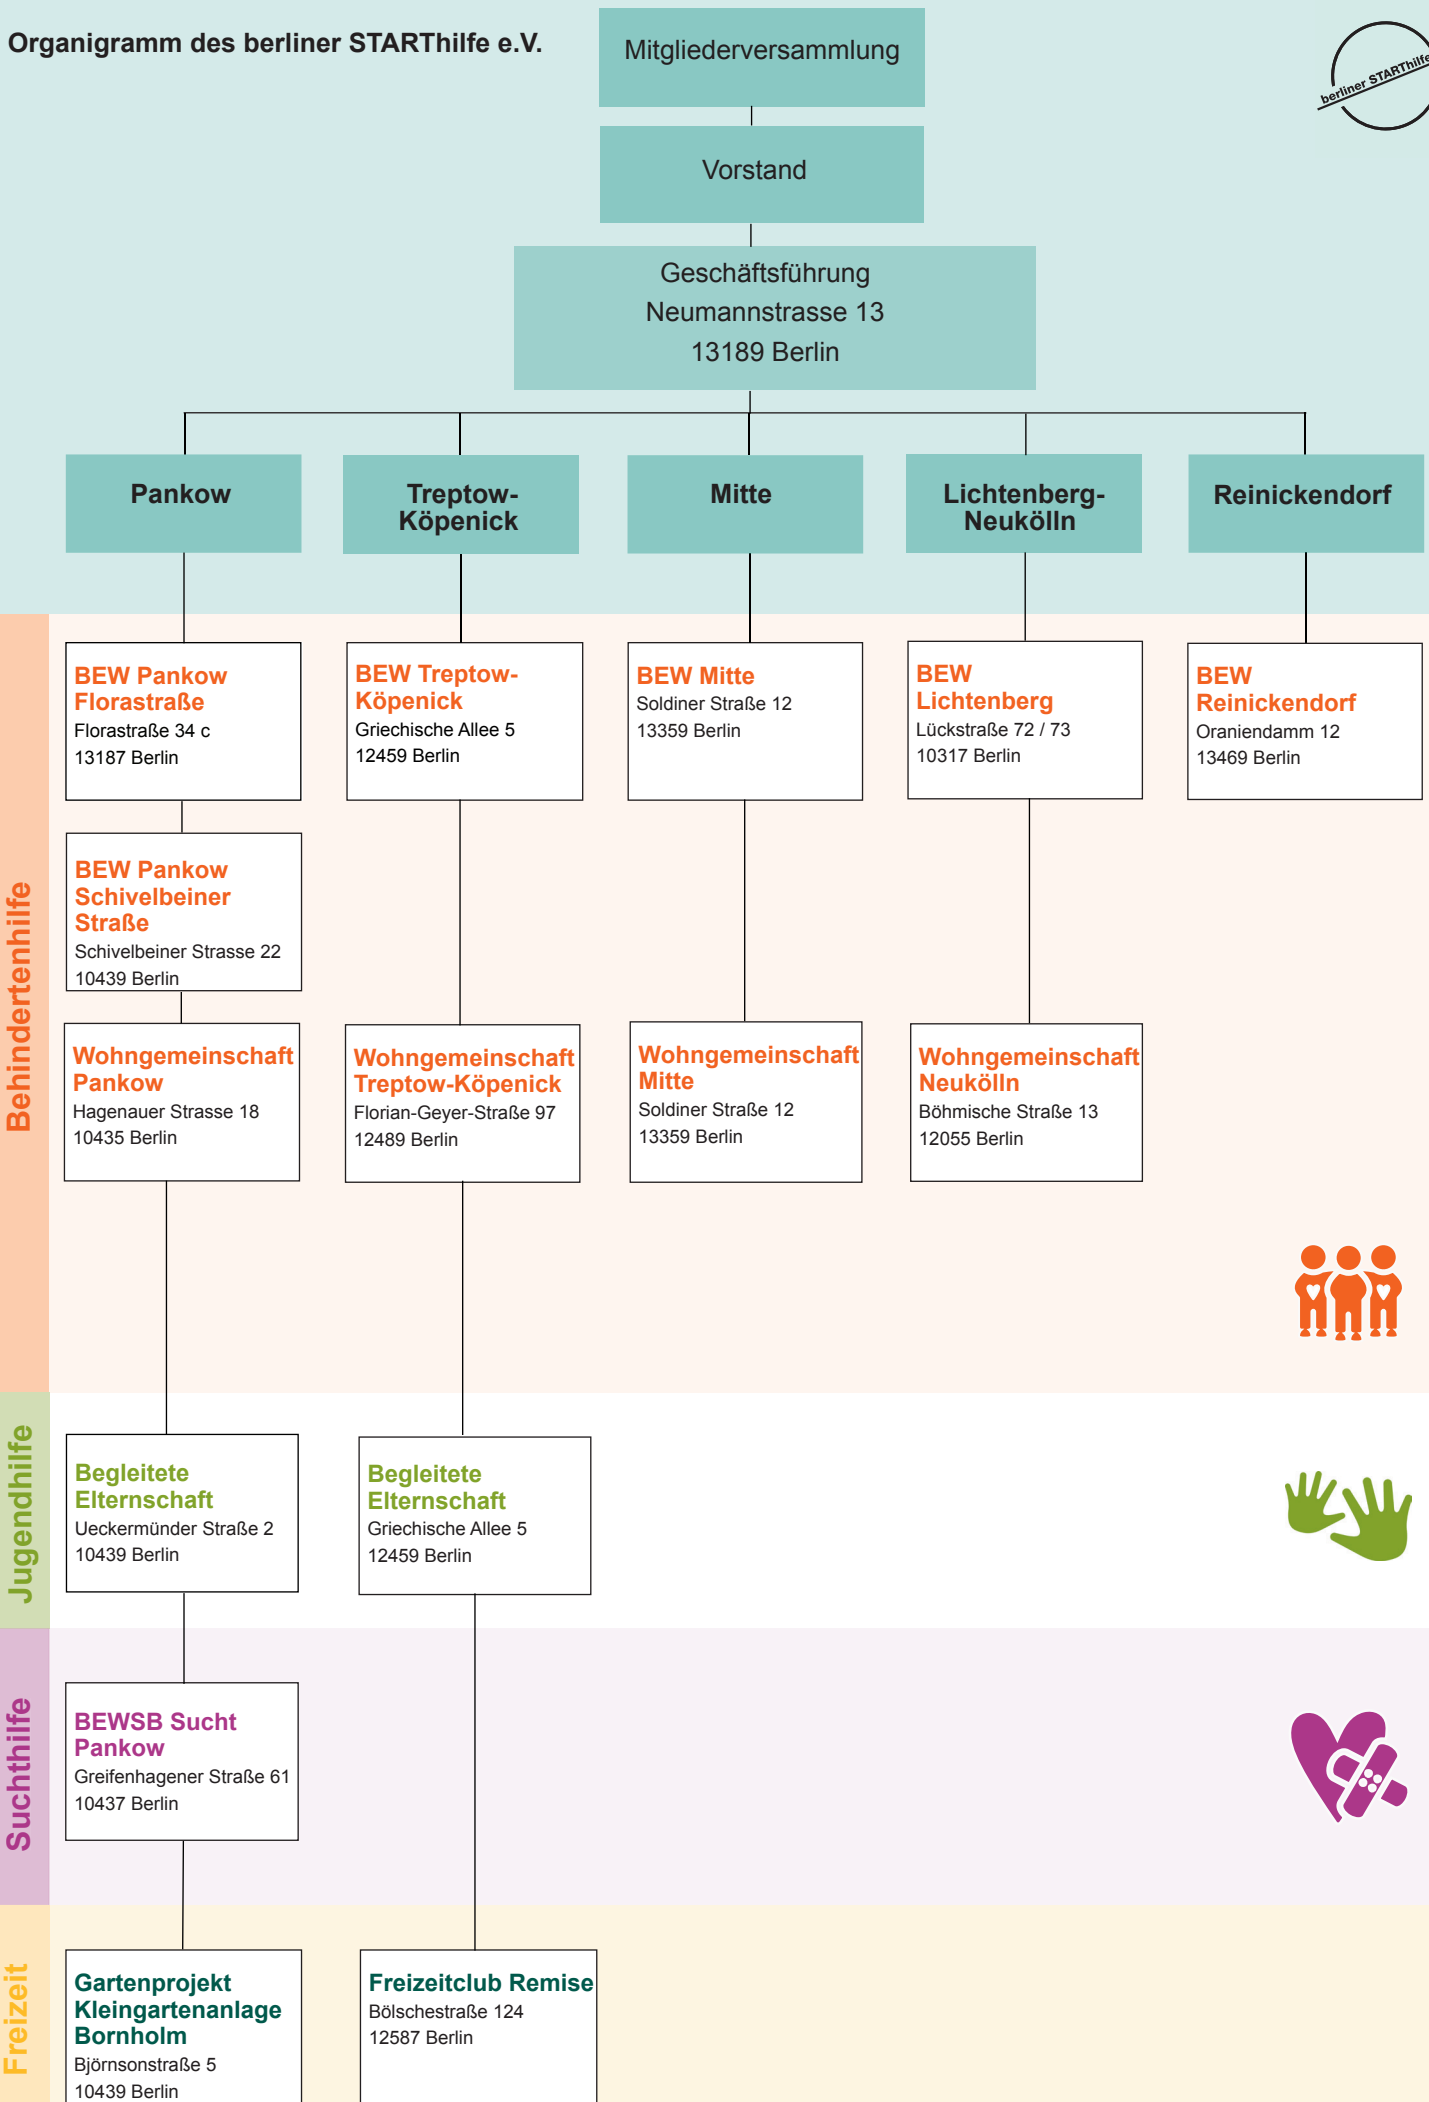 Organigramm des berliner STARThilfe e.V.
Mitgliederversammlung
berliner STARThilfe
Vorstand
Geschäftsführung
Neumannstrasse 13
13189 Berlin
Pankow
Treptow-
Köpenick
Mitte
Lichtenberg-
Neukölln
Reinickendorf
Behindertenhilfe
BEW Pankow
Florastraße
Florastraße 34 c
13187 Berlin
BEW Treptow-
Köpenick
Griechische Allee 5
12459 Berlin
BEW Mitte
Soldiner Straße 12
13359 Berlin
BEW
Lichtenberg
Lückstraße 72 / 73
10317 Berlin
BEW
Reinickendorf
Oraniendamm 12
13469 Berlin
BEW Pankow
Schivelbeiner
Straße
Schivelbeiner Strasse 22
10439 Berlin
Wohngemeinschaft
Pankow
Hagenauer Strasse 18
10435 Berlin
Wohngemeinschaft
Treptow-Köpenick
Florian-Geyer-Straße 97
12489 Berlin
Wohngemeinschaft
Mitte
Soldiner Straße 12
13359 Berlin
Wohngemeinschaft
Neukölln
Böhmische Straße 13
12055 Berlin
Jugendhilfe
Begleitete
Elternschaft
Ueckermünder Straße 2
10439 Berlin
Begleitete
Elternschaft
Griechische Allee 5
12459 Berlin
Suchthilfe
BEWSB Sucht
Pankow
Greifenhagener Straße 61
10437 Berlin
Freizeit
Gartenprojekt
Kleingartenanlage
Bornholm
Björnsonstraße 5
10439 Berlin
Freizeitclub Remise
Bölschestraße 124
12587 Berlin